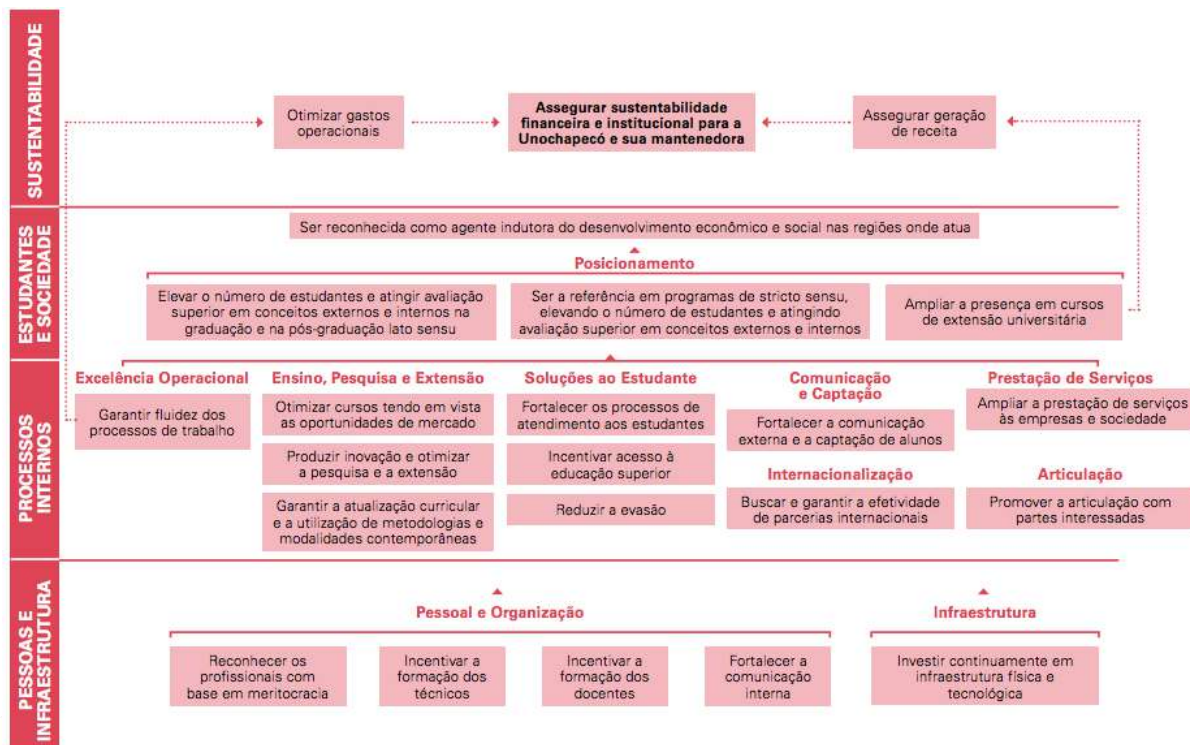 SUSTENTABILIDADE
Otimizar gastos
operacionais
Assegurar sustentabilidade
financeira e institucional para a
Unochapecó e sua mantenedora
Assegurar geração
de receita
ESTUDANTES
E SOCIEDADE
Ser reconhecida como agente indutora do desenvolvimento econômico e social nas regiões onde atua
Posicionamento
Elevar o número de estudantes e atingir avaliação
superior em conceitos externos e internos na
graduação e na pós-graduação lato sensu
Ser a referência em programas de stricto sensu,
elevando o número de estudantes e atingindo
avaliação superior em conceitos externos e internos
Ampliar a presença em cursos
de extensão universitária
PROCESSOS
INTERNOS
Excelência Operacional
Garantir fluidez dos
processos de trabalho
Ensino, Pesquisa e Extensão
Otimizar cursos tendo em vista
as oportunidades de mercado
Produzir inovação e otimizar
a pesquisa e a extensão
Garantir a atualização curricular
e a utilização de metodologias e
modalidades contemporâneas
Soluções ao Estudante
Fortalecer os processos de
atendimento aos estudantes
Incentivar acesso à
educação superior
Reduzir a evasão
Comunicação
e Captação
Fortalecer a comunicação
externa e a captação de alunos
Internacionalização
Buscar e garantir a efetividade
de parcerias internacionais
Prestação de Serviços
Ampliar a prestação de serviços
às empresas e sociedade
Articulação
Promover a articulação com
partes interessadas
PESSOAS E
INFRAESTRUTURA
Pessoal e Organização
Reconhecer os
profissionais com
base em meritocracia
Incentivar a
formação dos
técnicos
Incentivar a
formação dos
docentes
Fortalecer a
comunicação
interna
Infraestrutura
Investir continuamente em
infraestrutura física e
tecnológica